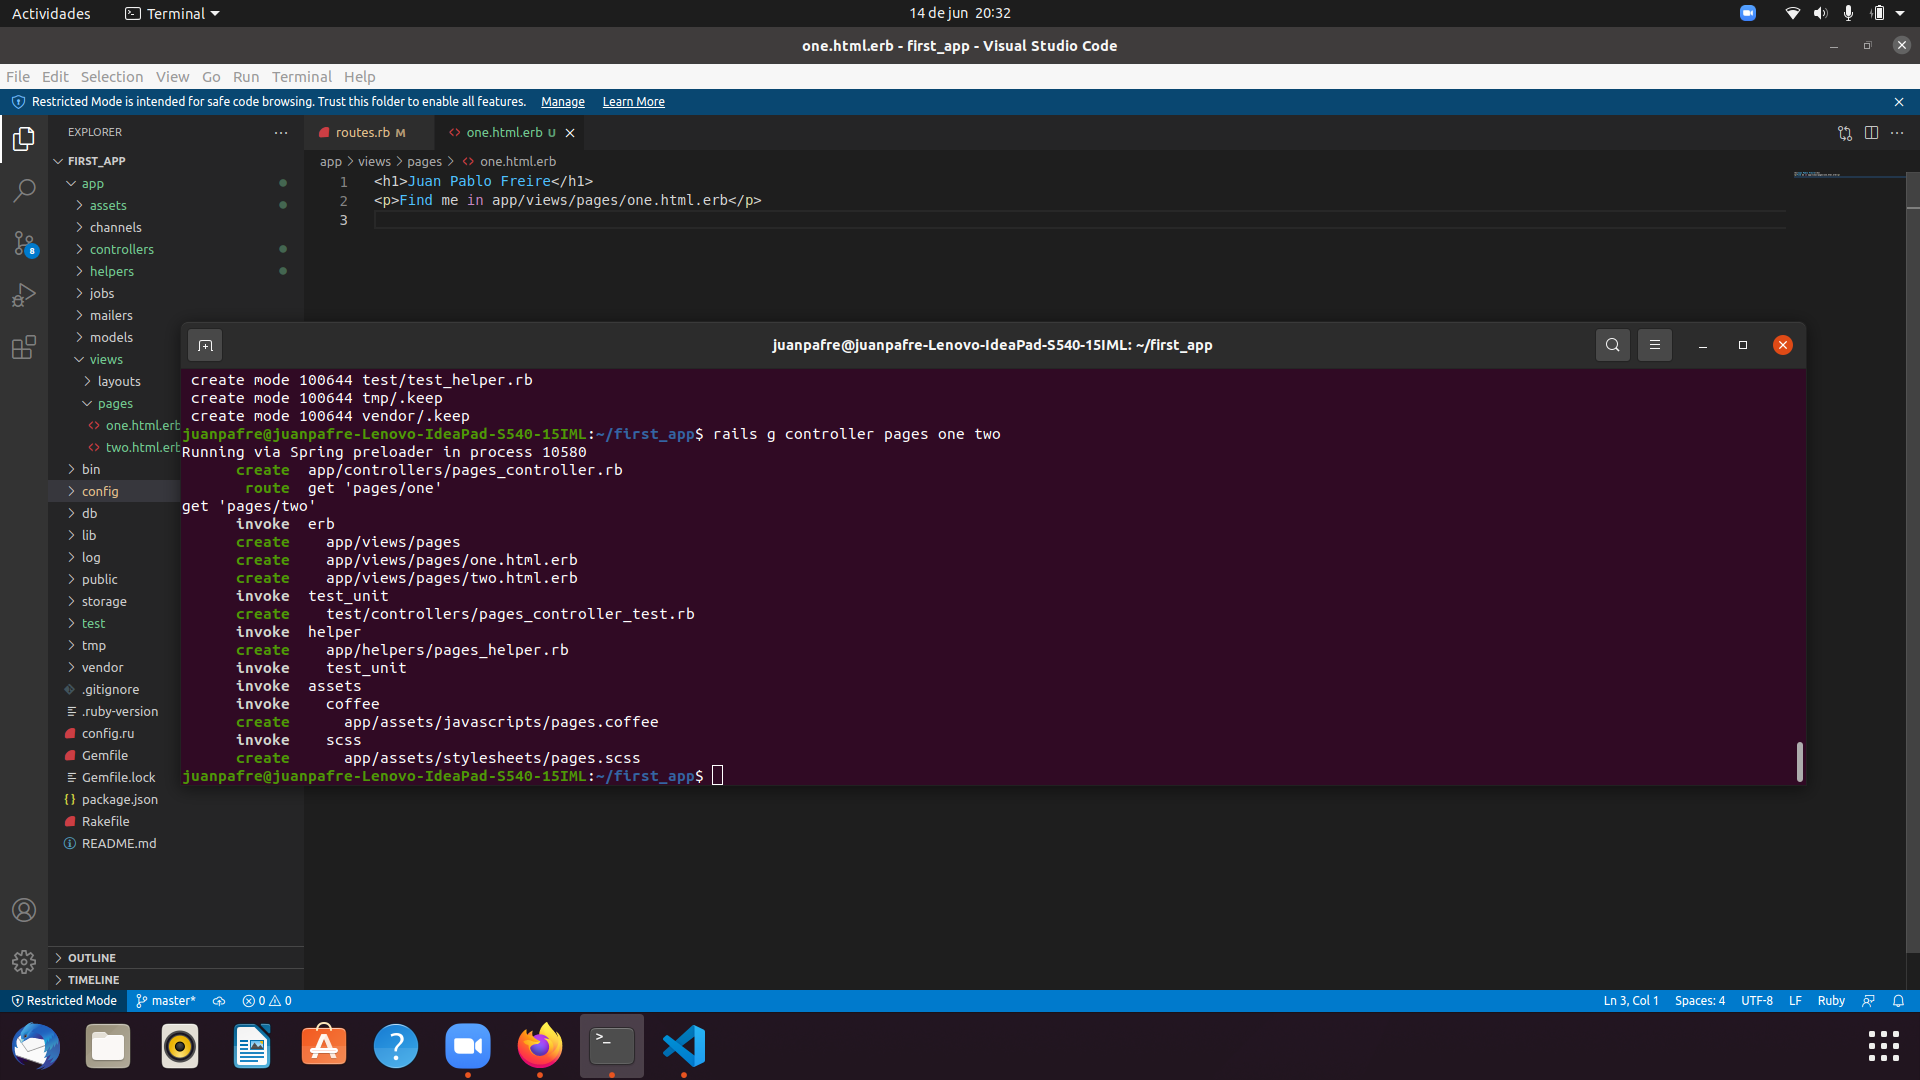 Actividades
Terminal
14 de jun 20:32
one.html.erb - first_app - Visual Studio Code
File Edit Selection View Go Run Terminal Help
Restricted Mode is intended for safe code browsing. Trust this folder to enable all features. Manage Learn More
EXPLORER
routes.rb M
one.html.erb U
FIRST_APP
app > views > pages > one.html.erb
app
assets
channels
controllers
helpers
jobs
mailers
models
views
layouts
pages
one.html.erb
two.html.erb
bin
config
db
lib
log
public
storage
test
tmp
vendor
.gitignore
.ruby-version
config.ru
Gemfile
Gemfile.lock
package.json
Rakefile
README.md
8
1 <h1>Juan Pablo Freire</h1>
2 <p>Find me in app/views/pages/one.html.erb</p>
3
juanpafre@juanpafre-Lenovo-IdeaPad-S540-15IML: ~/first_app
create mode 100644 test/test_helper.rb
create mode 100644 tmp/.keep
create mode 100644 vendor/.keep
juanpafre@juanpafre-Lenovo-IdeaPad-S540-15IML:~/first_app$ rails g controller pages one two
Running via Spring preloader in process 10580
create app/controllers/pages_controller.rb
route get 'pages/one'
get 'pages/two'
invoke erb
create app/views/pages
create app/views/pages/one.html.erb
create app/views/pages/two.html.erb
invoke test_unit
create test/controllers/pages_controller_test.rb
invoke helper
create app/helpers/pages_helper.rb
invoke test_unit
invoke assets
invoke coffee
create app/assets/javascripts/pages.coffee
invoke scss
create app/assets/stylesheets/pages.scss
juanpafre@juanpafre-Lenovo-IdeaPad-S540-15IML:~/first_app$
OUTLINE
TIMELINE
Restricted Mode master* 0 0
Ln 3, Col 1 Spaces: 4 UTF-8 LF Ruby